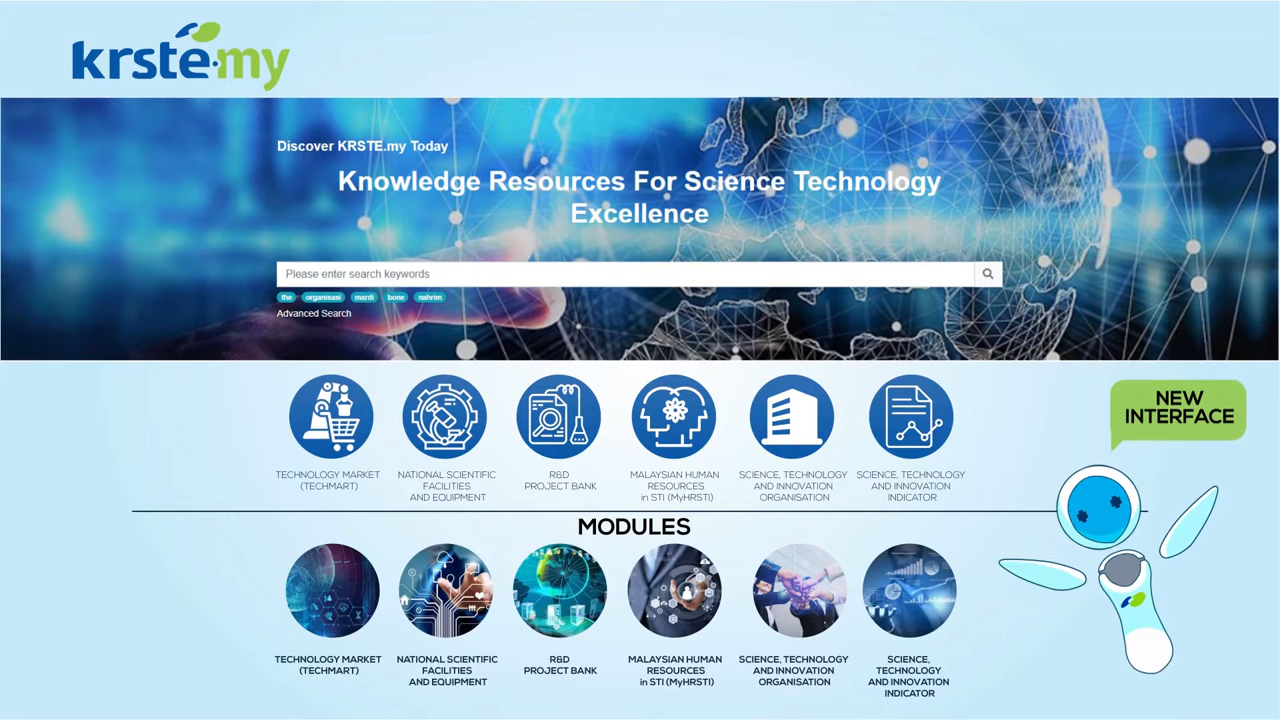 krste.my
Discover KRSTE.my Today
Knowledge Resources For Science Technology
Excellence
Please enter search keywords
the organisasi mardi bone nahrim
Advanced Search
NEW
INTERFACE
TECHNOLOGY MARKET
(TECHMART)
NATIONAL SCIENTIFIC
FACILITIES
AND EQUIPMENT
R&D
PROJECT BANK
MALAYSIAN HUMAN
RESOURCES
in STI (MyHRSTI)
SCIENCE, TECHNOLOGY
AND INNOVATION
ORGANISATION
SCIENCE, TECHNOLOGY
AND INNOVATION
INDICATOR
MODULES
TECHNOLOGY MARKET
(TECHMART)
NATIONAL SCIENTIFIC
FACILITIES
AND EQUIPMENT
R&D
PROJECT BANK
MALAYSIAN HUMAN
RESOURCES
in STI (MyHRSTI)
SCIENCE, TECHNOLOGY
AND INNOVATION
ORGANISATION
SCIENCE,
TECHNOLOGY
AND INNOVATION
INDICATOR